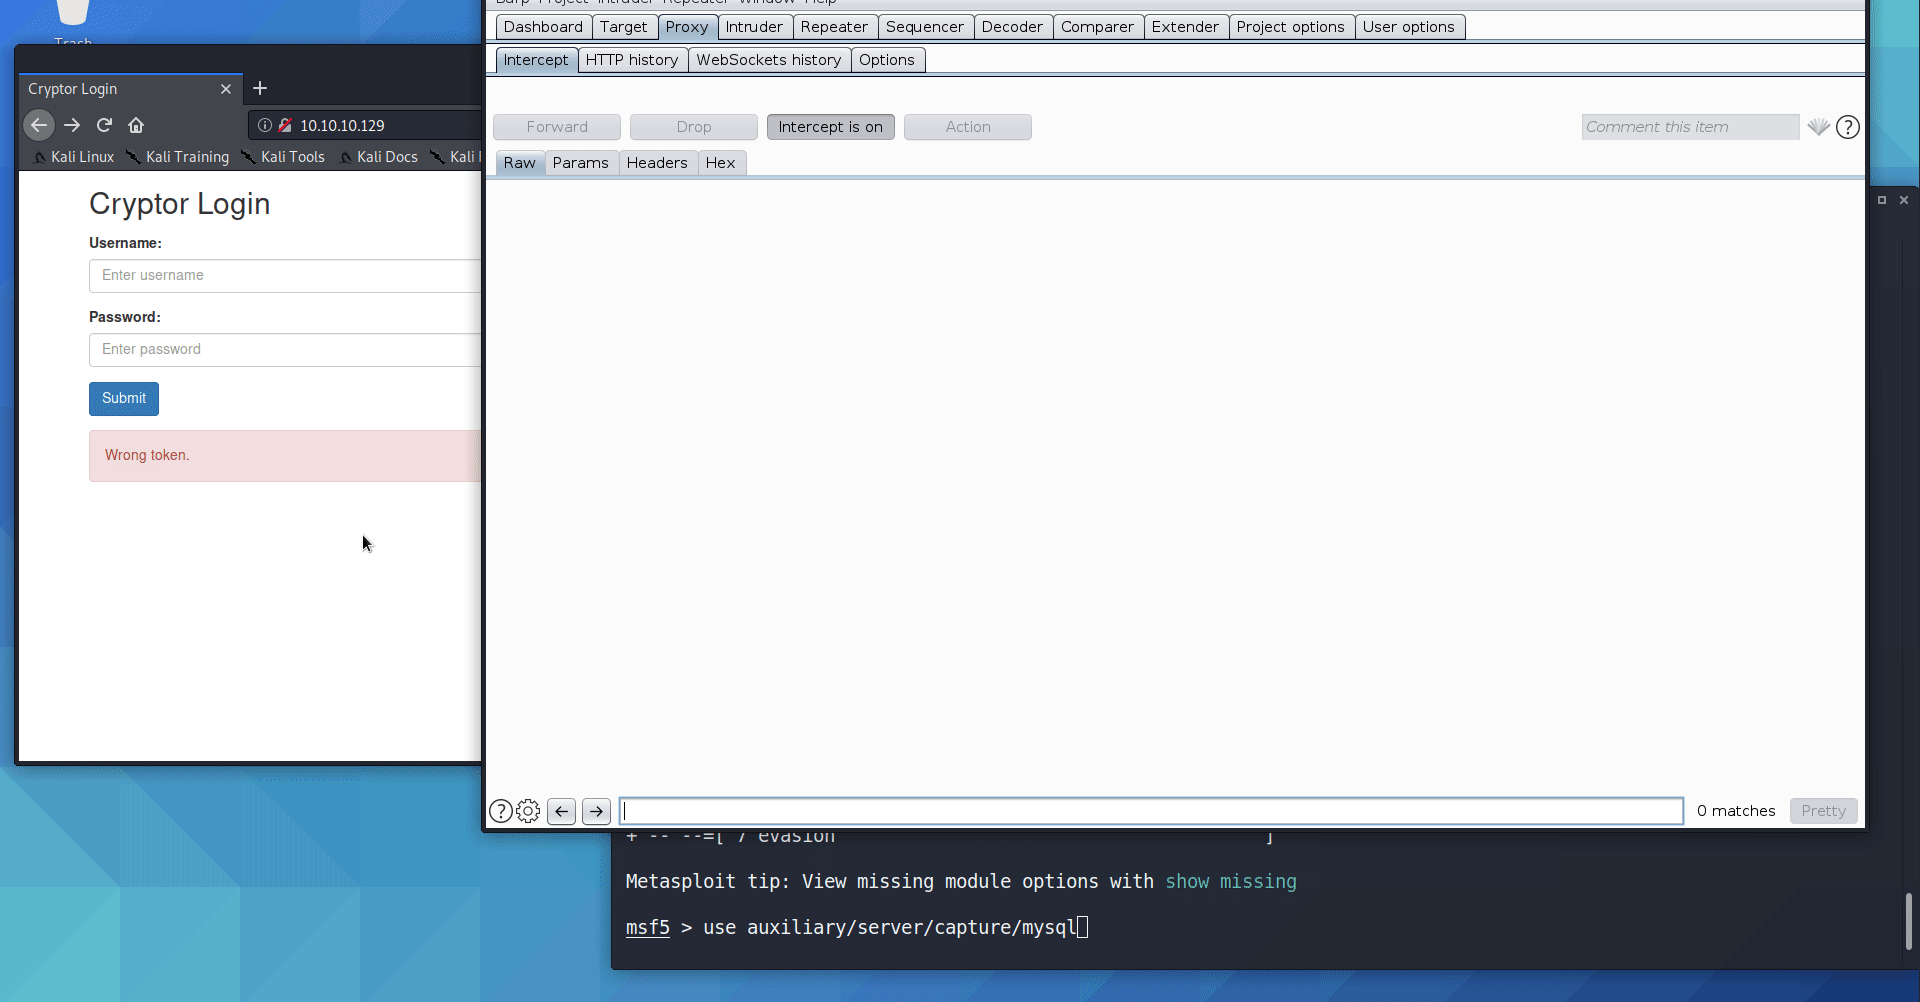 Trash
Cryptor Login
10.10.10.129
Kali Linux Kali Training Kali Tools Kali Docs Kali
Cryptor Login
Username:
Enter username
Password:
Enter password
Submit
Wrong token.
Burp Project Intruder Repeater Window Help
Dashboard Target Proxy Intruder Repeater Sequencer Decoder Comparer Extender Project options User options
Intercept HTTP history WebSockets history Options
Forward Drop Intercept is on Action Comment this item
Raw Params Headers Hex
0 matches Pretty
+ -- --=[ 7 evasion ]
Metasploit tip: View missing module options with show missing
msf5 > use auxiliary/server/capture/mysql